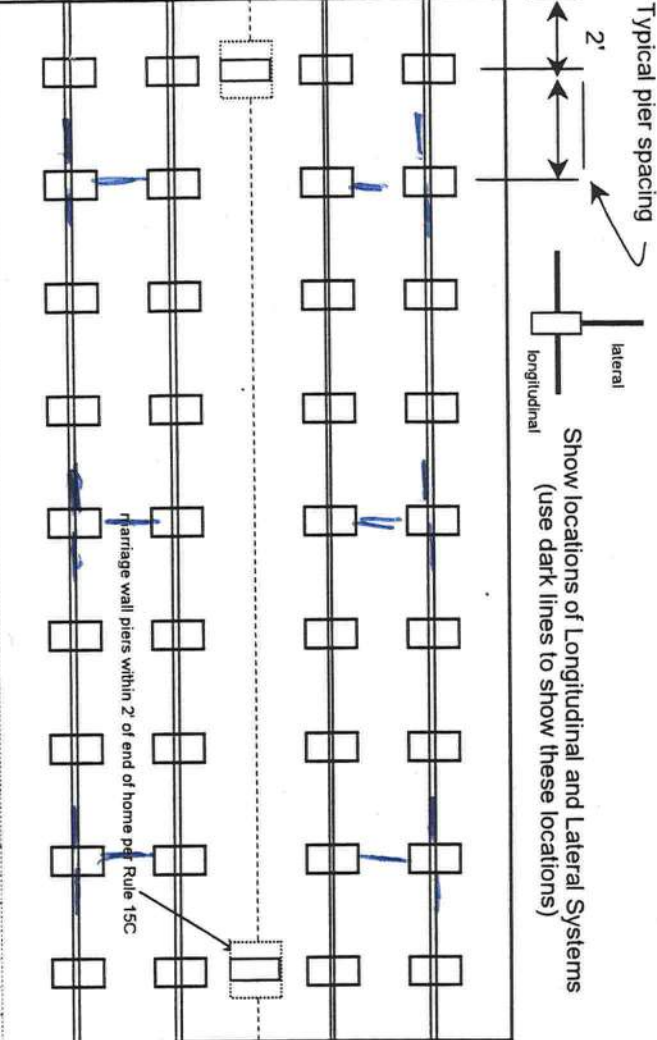 Typical pier spacing
2'
lateral
longitudinal
Show locations of Longitudinal and Lateral Systems
(use dark lines to show these locations)
marriage wall piers within 2' of end of home per Rule 15C